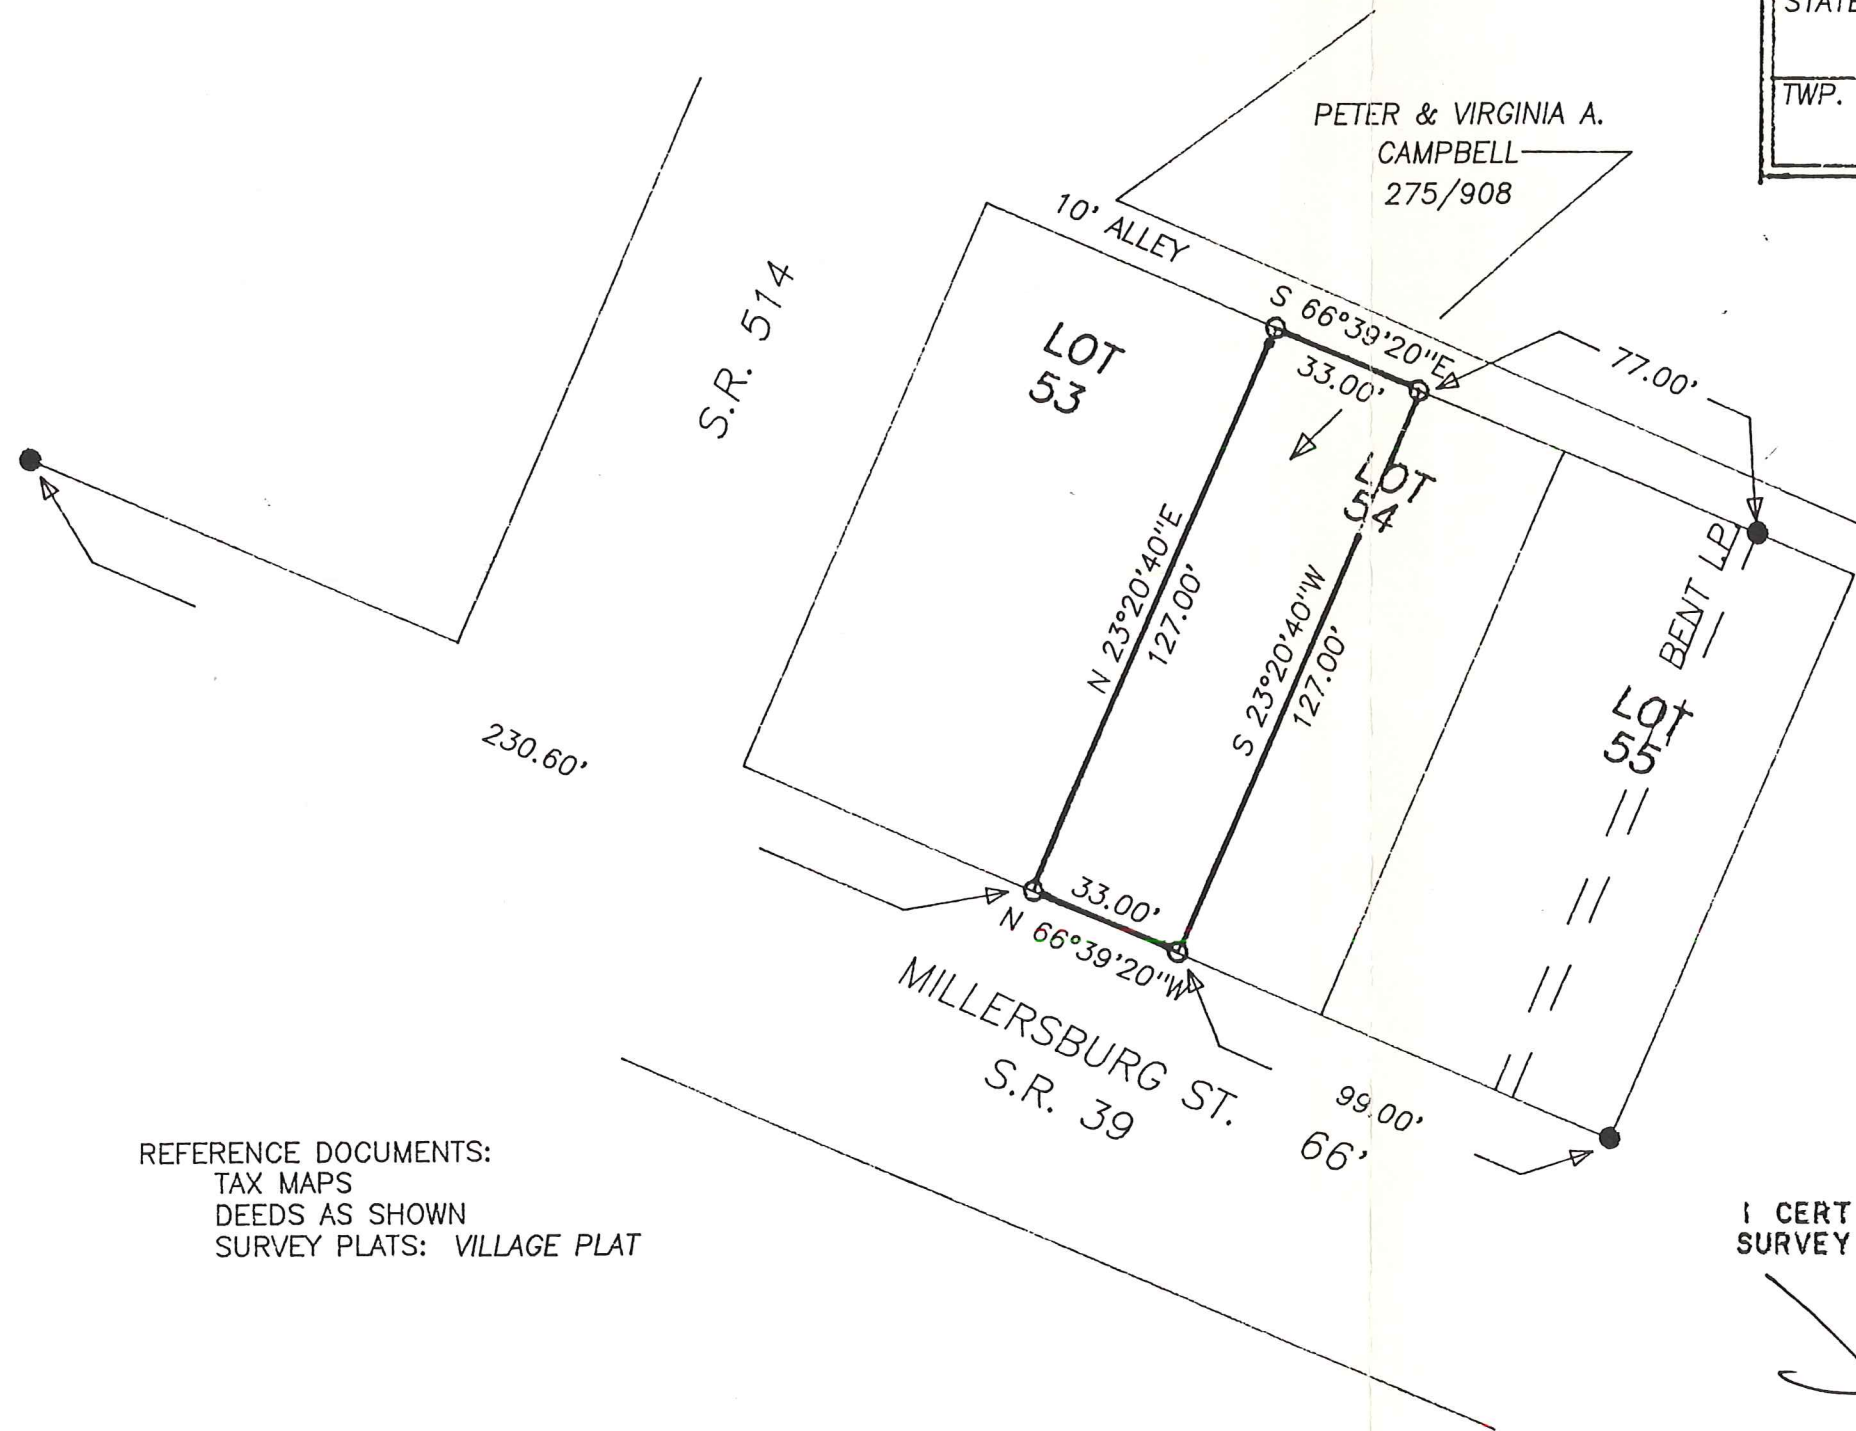 STATE
TWP.
PETER & VIRGINIA A.
CAMPBELL
275/908
10' ALLEY
S 66°39'20"E
33.00'
77.00'
S.R. 514
LOT
53
LOT
54
BENT I.P.
N 23°20'40"E
127.00'
S 23°20'40"W
127.00'
LOT
55
230.60'
33.00'
N 66°39'20"W
MILLERSBURG ST.
S.R. 39
99.00'
66'
REFERENCE DOCUMENTS:
TAX MAPS
DEEDS AS SHOWN
SURVEY PLATS: VILLAGE PLAT
I CERT
SURVEY